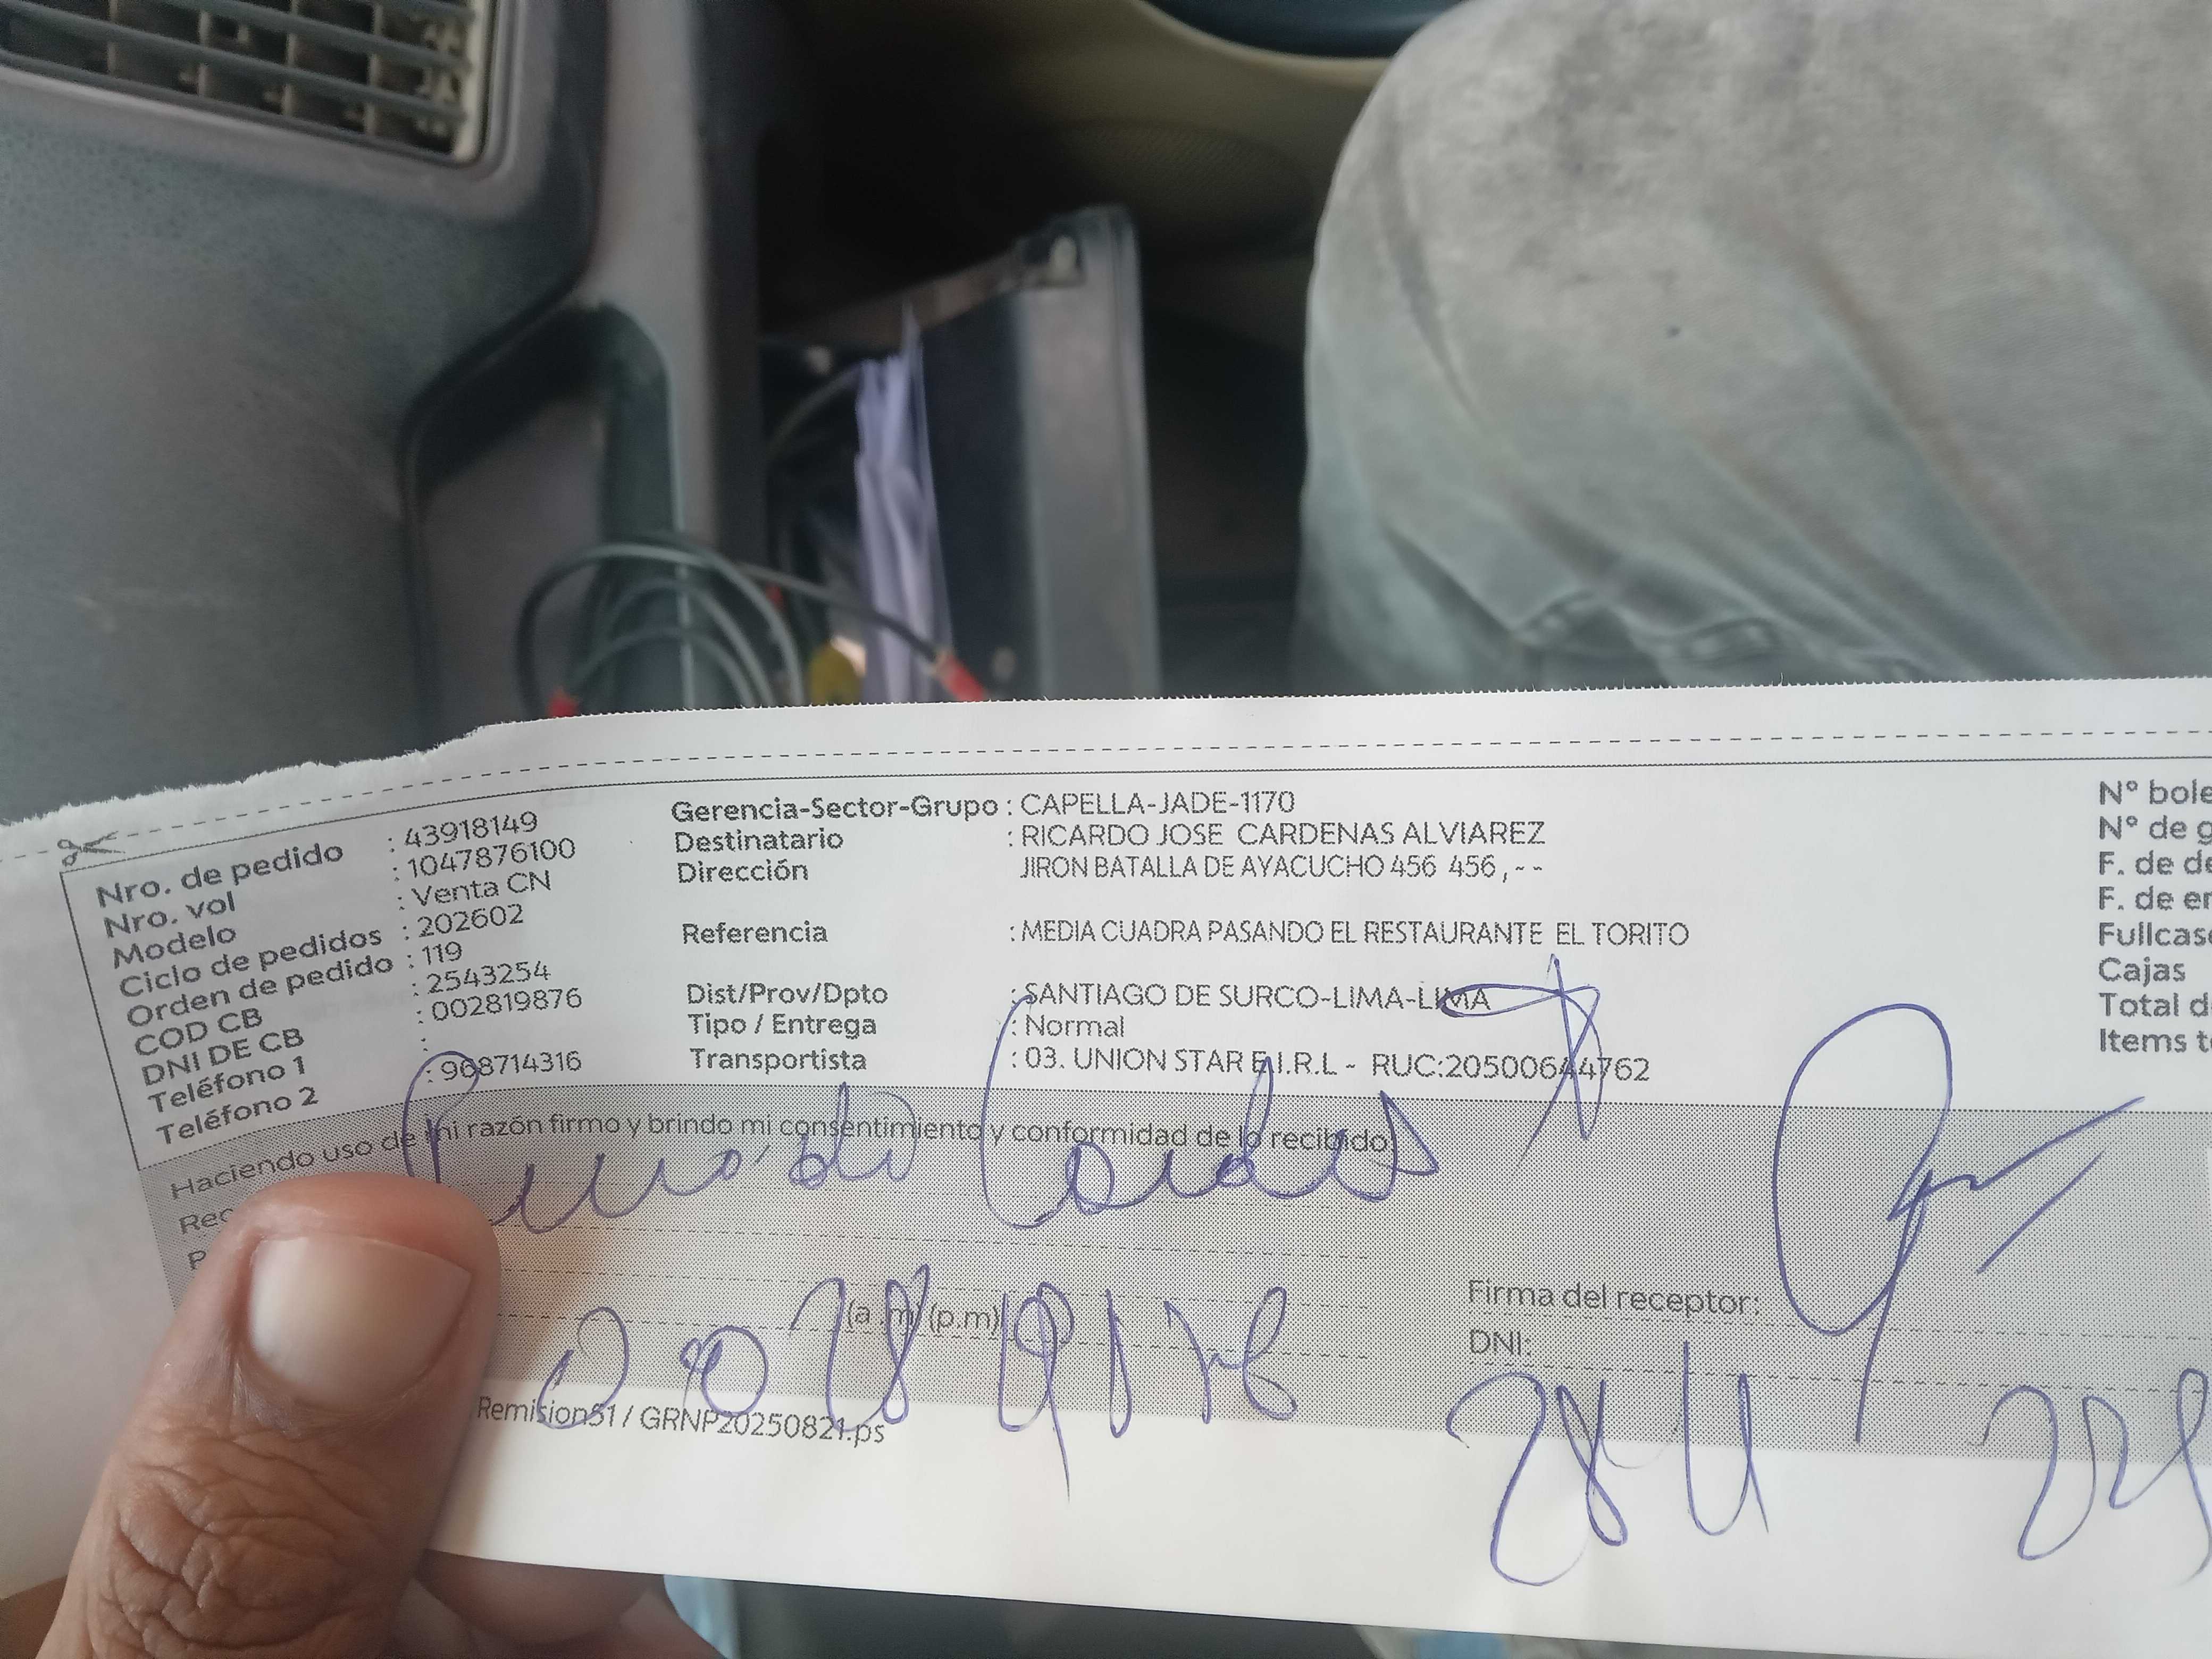 Nro. de pedido : 43918149
Nro. vol : 1047876100
Modelo : Venta CN
Ciclo de pedidos : 202602
Orden de pedido : 119
COD CB : 2543254
DNI DE CB : 002819876
Teléfono 1 :
Teléfono 2 : 968714316
Gerencia-Sector-Grupo : CAPELLA-JADE-1170
Destinatario : RICARDO JOSE CARDENAS ALVIAREZ
Dirección JIRON BATALLA DE AYACUCHO 456 456 , - -
Referencia : MEDIA CUADRA PASANDO EL RESTAURANTE EL TORITO
Dist/Prov/Dpto : SANTIAGO DE SURCO-LIMA-LIMA
Tipo / Entrega : Normal
Transportista : 03. UNION STAR E.I.R.L - RUC:20500644762
N° bole
N° de g
F. de de
F. de en
Fullcase
Cajas
Total d
Items t
Haciendo uso de mi razón firmo y brindo mi consentimiento y conformidad de lo recibido
Rec
(a.m) (p.m)
Firma del receptor:
DNI:
Remision51 / GRNP20250821.ps